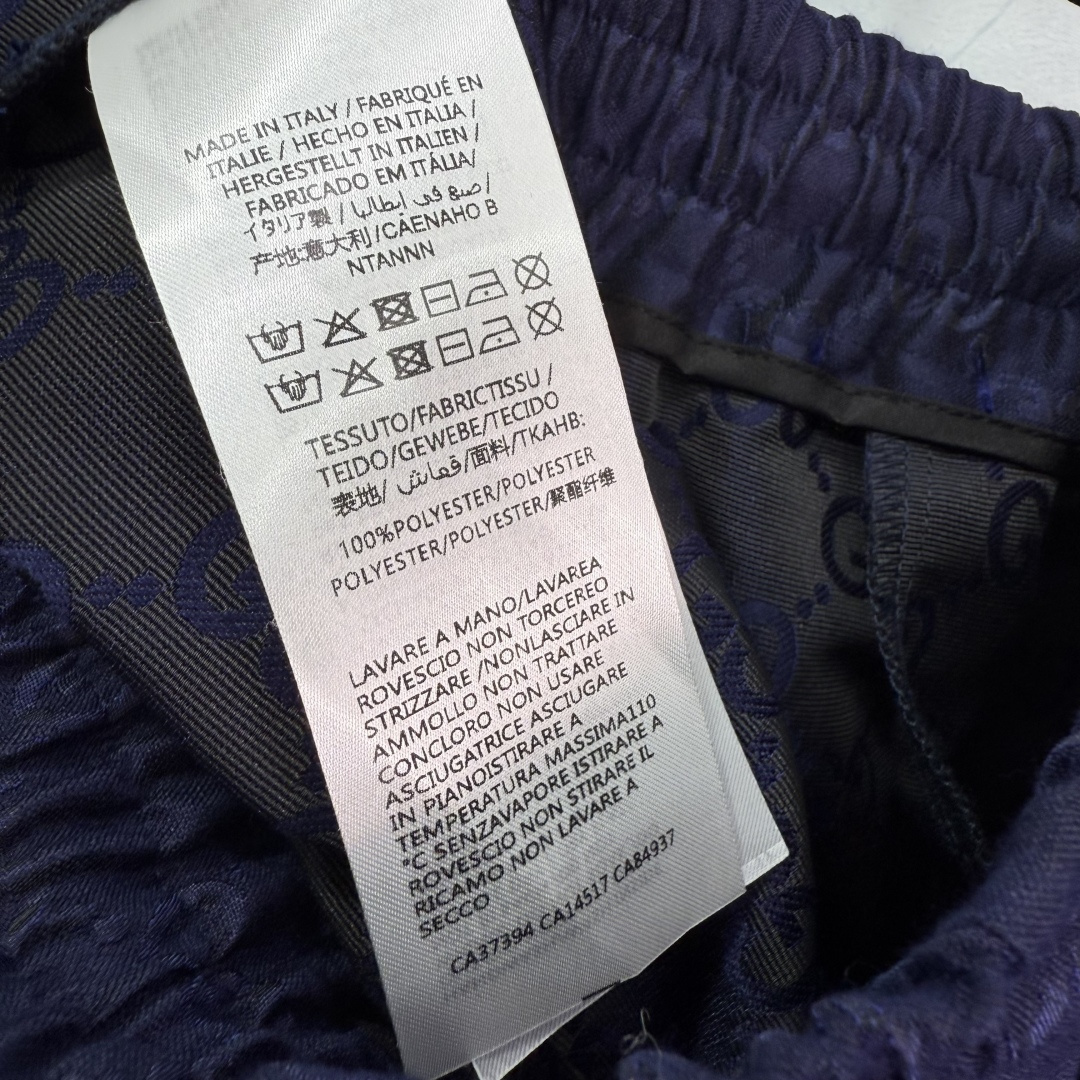 MADE IN ITALY / FABRIQUÉ EN
ITALIE / HECHO EN ITALIA /
HERGESTELLT IN ITALIEN /
FABRICADO EM ITÀLIA/
イタリア製 / صنع في إيطاليا /
产地:意大利/CAENAHO B
NTANNN
TESSUTO/FABRICTISSU /
TEIDO/GEWEBE/TECIDO
表地/ قماش/面料/TKAHB:
100%POLYESTER/POLYESTER
POLYESTER/POLYESTER/聚酯纤维
LAVARE A MANO/LAVAREA
ROVESCIO NON TORCEREO
STRIZZARE /NONLASCIARE IN
AMMOLLO NON TRATTARE
CONCLORO NON USARE
ASCIUGATRICE ASCIUGARE
IN PIANOISTIRARE A
TEMPERATURA MASSIMA110
°C SENZAVAPORE ISTIRARE A
ROVESCIO NON STIRARE IL
RICAMO NON LAVARE A
SECCO
CA37394 CA14517 CA84937